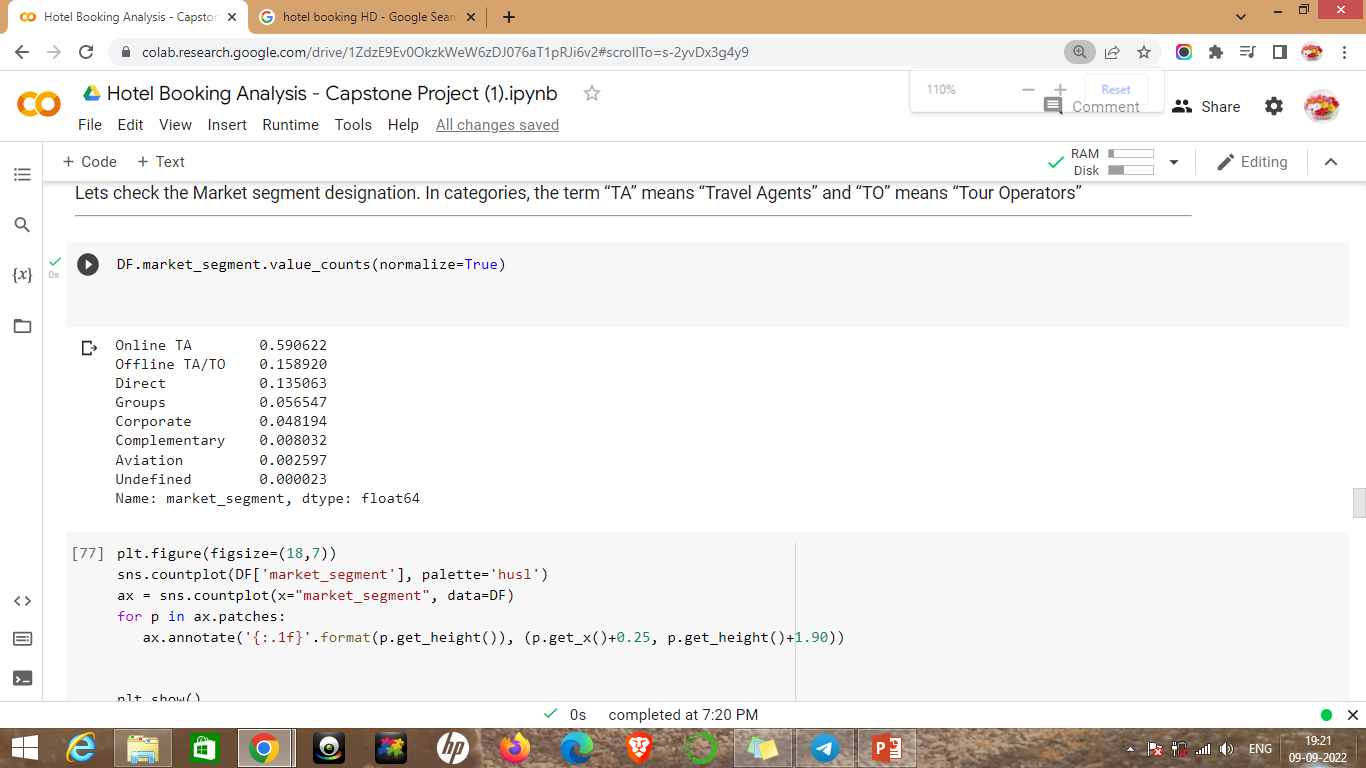 Hotel Booking Analysis - Capston
hotel booking HD - Google Sear
colab.research.google.com/drive/1ZdzE9Ev0OkzkWeW6zDJ076aT1pRJi6v2#scrollTo=s-2yvDx3g4y9
110%
Reset
Hotel Booking Analysis - Capstone Project (1).ipynb
Comment
Share
File Edit View Insert Runtime Tools Help All changes saved
+ Code + Text
RAM
Disk
Editing
Lets check the Market segment designation. In categories, the term “TA” means “Travel Agents” and “TO” means “Tour Operators”
{x}
0s
DF.market_segment.value_counts(normalize=True)
Online TA 0.590622
Offline TA/TO 0.158920
Direct 0.135063
Groups 0.056547
Corporate 0.048194
Complementary 0.008032
Aviation 0.002597
Undefined 0.000023
Name: market_segment, dtype: float64
[77] plt.figure(figsize=(18,7))
sns.countplot(DF['market_segment'], palette='husl')
ax = sns.countplot(x="market_segment", data=DF)
for p in ax.patches:
ax.annotate('{:.1f}'.format(p.get_height()), (p.get_x()+0.25, p.get_height()+1.90))
plt.show()
0s completed at 7:20 PM
ENG
19:21
09-09-2022